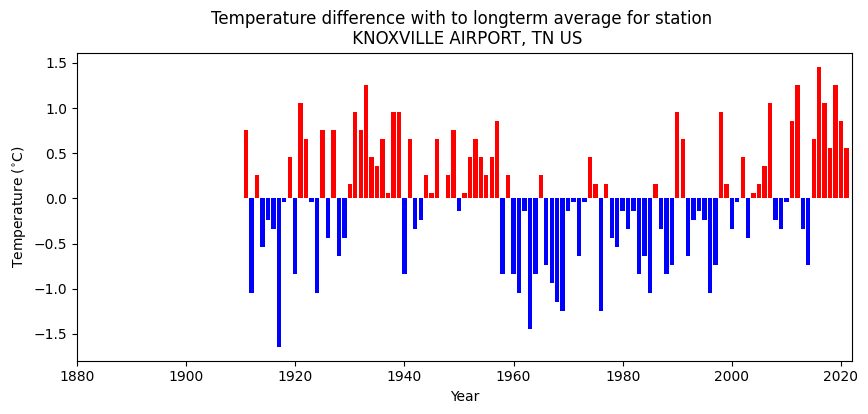 Temperature difference with to longterm average for station
KNOXVILLE AIRPORT, TN US
1.5
1.0
0.5
0.0
−0.5
−1.0
−1.5
Temperature (°C)
1880 1900 1920 1940 1960 1980 2000 2020
Year